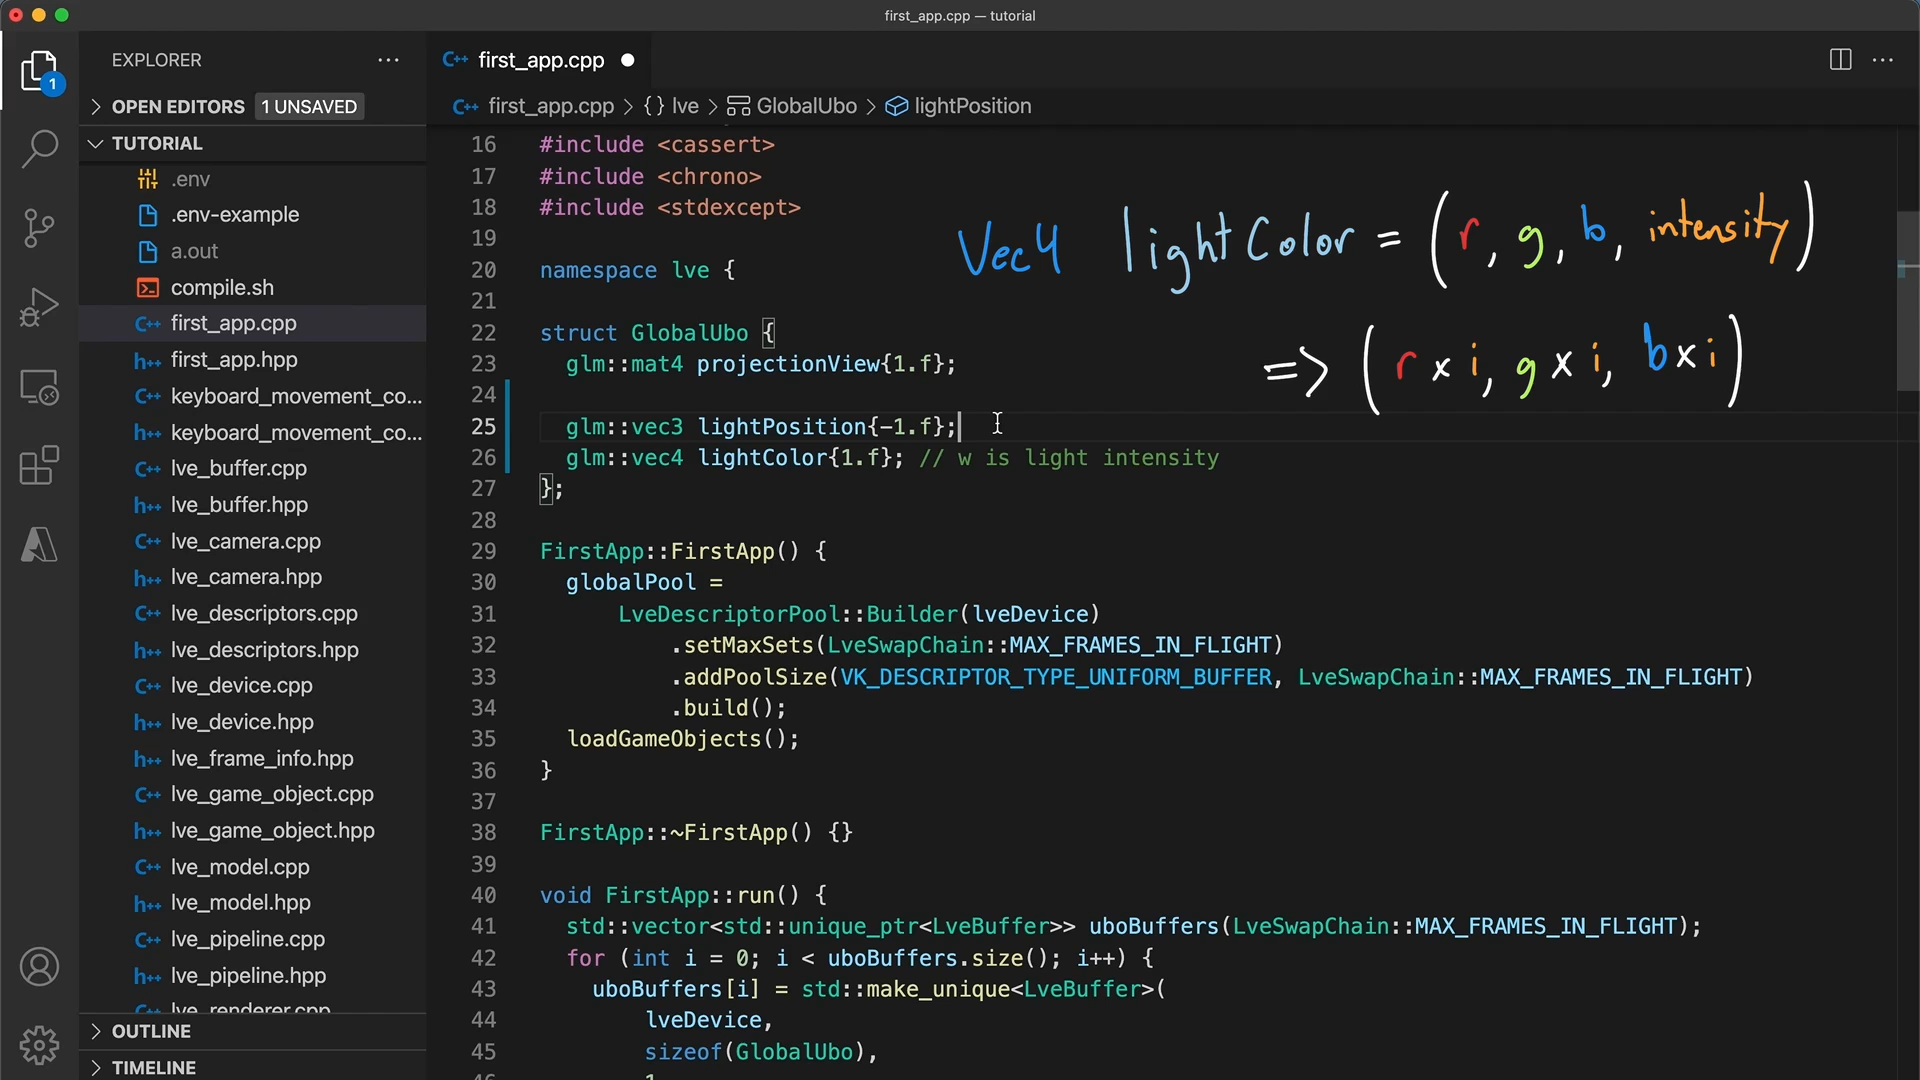 first_app.cpp — tutorial
EXPLORER
first_app.cpp
1
OPEN EDITORS 1 UNSAVED
first_app.cpp > {} lve > GlobalUbo > lightPosition
TUTORIAL
.env
.env-example
a.out
compile.sh
first_app.cpp
first_app.hpp
keyboard_movement_co...
keyboard_movement_co...
lve_buffer.cpp
lve_buffer.hpp
lve_camera.cpp
lve_camera.hpp
lve_descriptors.cpp
lve_descriptors.hpp
lve_device.cpp
lve_device.hpp
lve_frame_info.hpp
lve_game_object.cpp
lve_game_object.hpp
lve_model.cpp
lve_model.hpp
lve_pipeline.cpp
lve_pipeline.hpp
lve_renderer.cpp
OUTLINE
TIMELINE
16 #include <cassert>
17 #include <chrono>
18 #include <stdexcept>
19
20 namespace lve {
21
22 struct GlobalUbo {
23 glm::mat4 projectionView{1.f};
24
25 glm::vec3 lightPosition{-1.f};
26 glm::vec4 lightColor{1.f}; // w is light intensity
27 };
28
29 FirstApp::FirstApp() {
30 globalPool =
31 LveDescriptorPool::Builder(lveDevice)
32 .setMaxSets(LveSwapChain::MAX_FRAMES_IN_FLIGHT)
33 .addPoolSize(VK_DESCRIPTOR_TYPE_UNIFORM_BUFFER, LveSwapChain::MAX_FRAMES_IN_FLIGHT)
34 .build();
35 loadGameObjects();
36 }
37
38 FirstApp::~FirstApp() {}
39
40 void FirstApp::run() {
41 std::vector<std::unique_ptr<LveBuffer>> uboBuffers(LveSwapChain::MAX_FRAMES_IN_FLIGHT);
42 for (int i = 0; i < uboBuffers.size(); i++) {
43 uboBuffers[i] = std::make_unique<LveBuffer>(
44 lveDevice,
45 sizeof(GlobalUbo),
Vec4 lightColor = (r, g, b, intensity)
=> (r x i, g x i, b x i)